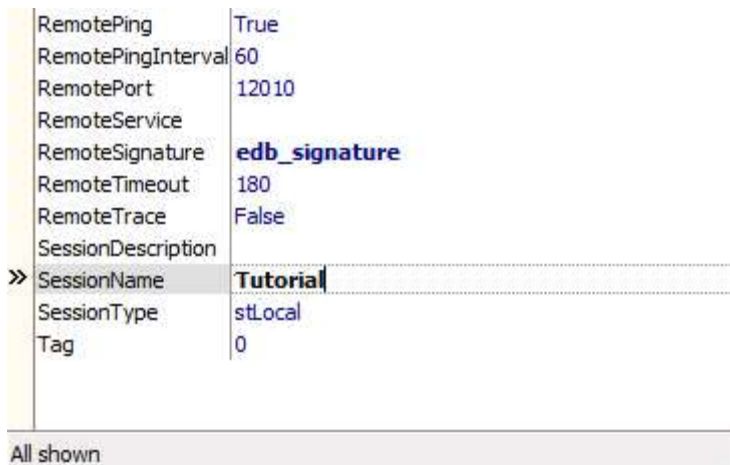 RemotePing True
RemotePingInterval 60
RemotePort 12010
RemoteService
RemoteSignature edb_signature
RemoteTimeout 180
RemoteTrace False
SessionDescription
» SessionName Tutorial
SessionType stLocal
Tag 0
All shown